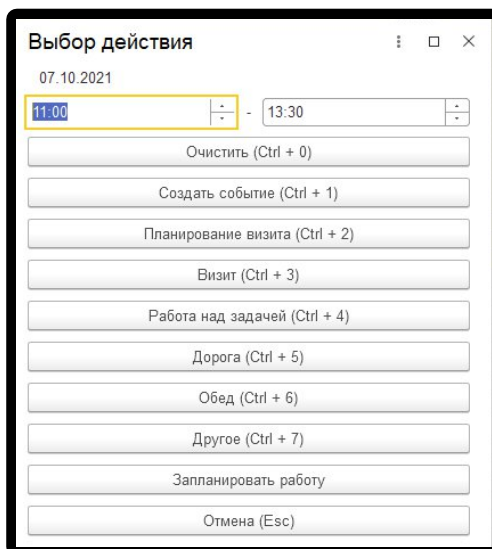 Выбор действия
07.10.2021
11:00 - 13:30
Очистить (Ctrl + 0)
Создать событие (Ctrl + 1)
Планирование визита (Ctrl + 2)
Визит (Ctrl + 3)
Работа над задачей (Ctrl + 4)
Дорога (Ctrl + 5)
Обед (Ctrl + 6)
Другое (Ctrl + 7)
Запланировать работу
Отмена (Esc)